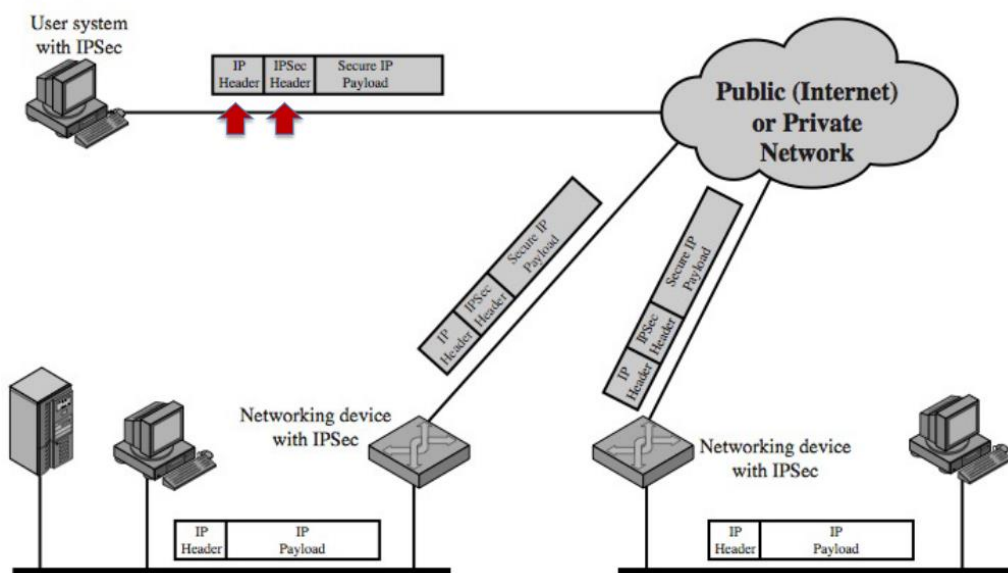 User system
with IPSec
IP
Header
IPSec
Header
Secure IP
Payload
Public (Internet)
or Private
Network
IP
Header
IPSec
Header
Secure IP
Payload
IP
Header
IPSec
Header
Secure IP
Payload
Networking device
with IPSec
Networking device
with IPSec
IP
Header
IP
Payload
IP
Header
IP
Payload